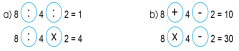 a) 8 : 4 : 2 = 1
8 : 4 x 2 = 4
b) 8 + 4 - 2 = 10
8 x 4 - 2 = 30